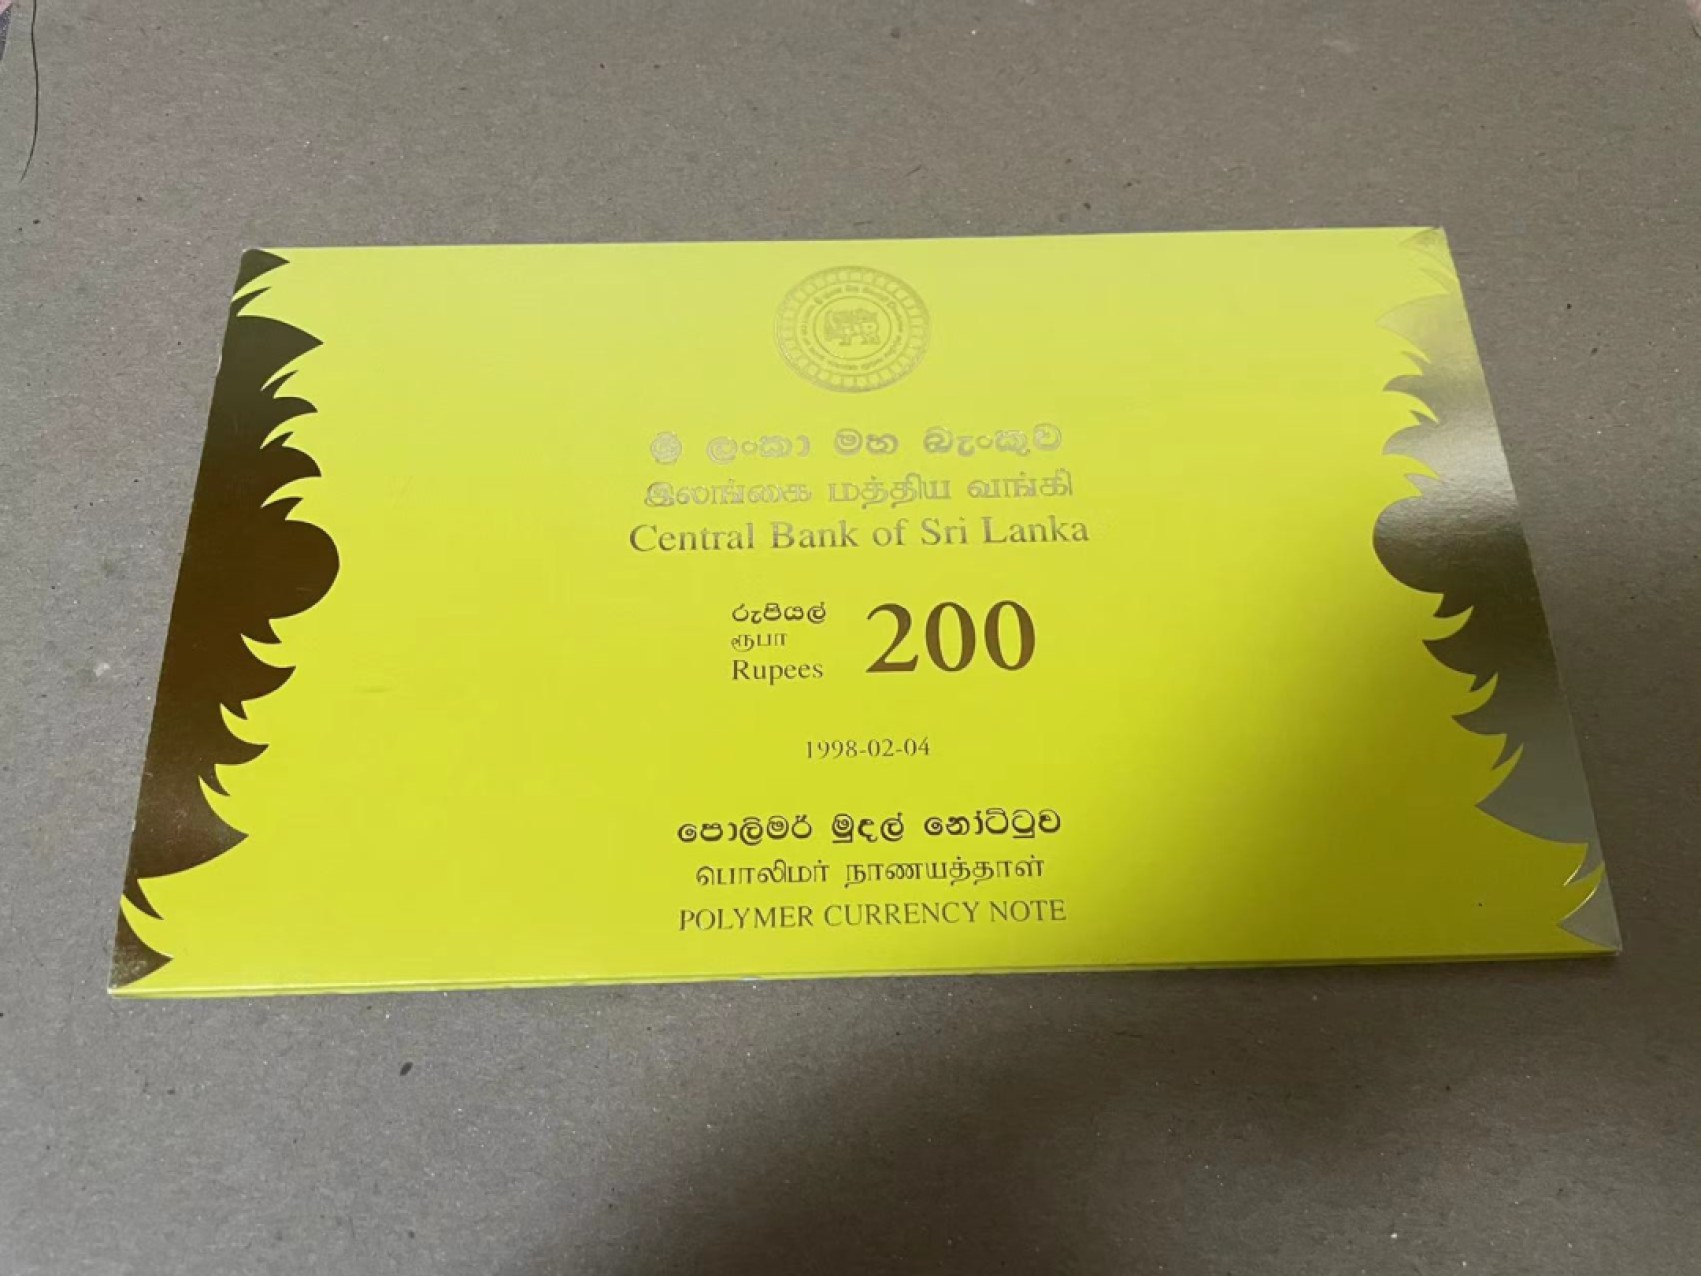 ශ්‍රී ලංකා මහ බැංකුව
இலங்கை மத்திய வங்கி
Central Bank of Sri Lanka
රුපියල්
ரூபா
Rupees
200
1998-02-04
පොලිමර් මුදල් නෝට්ටුව
பொலிமர் நாணயத்தாள்
POLYMER CURRENCY NOTE